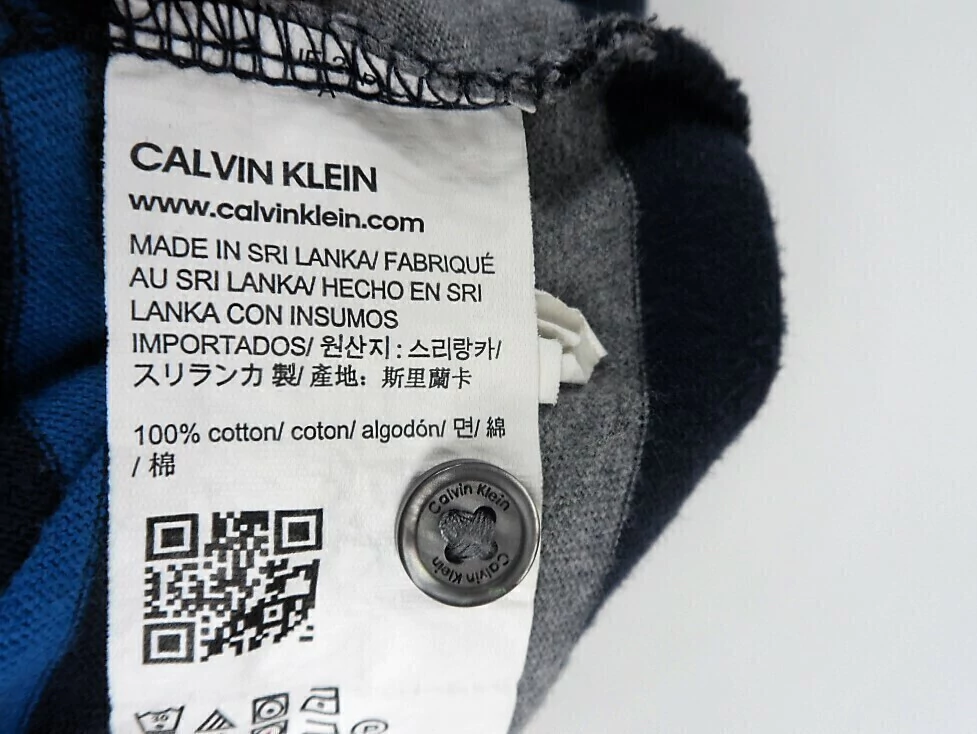 CALVIN KLEIN
www.calvinklein.com
MADE IN SRI LANKA/ FABRIQUÉ
AU SRI LANKA/ HECHO EN SRI
LANKA CON INSUMOS
IMPORTADOS/ 원산지 : 스리랑카/
スリランカ 製/ 產地: 斯里蘭卡
100% cotton/ coton/ algodón/ 면/ 綿
/ 棉
Calvin Klein
Calvin Klein
30
P